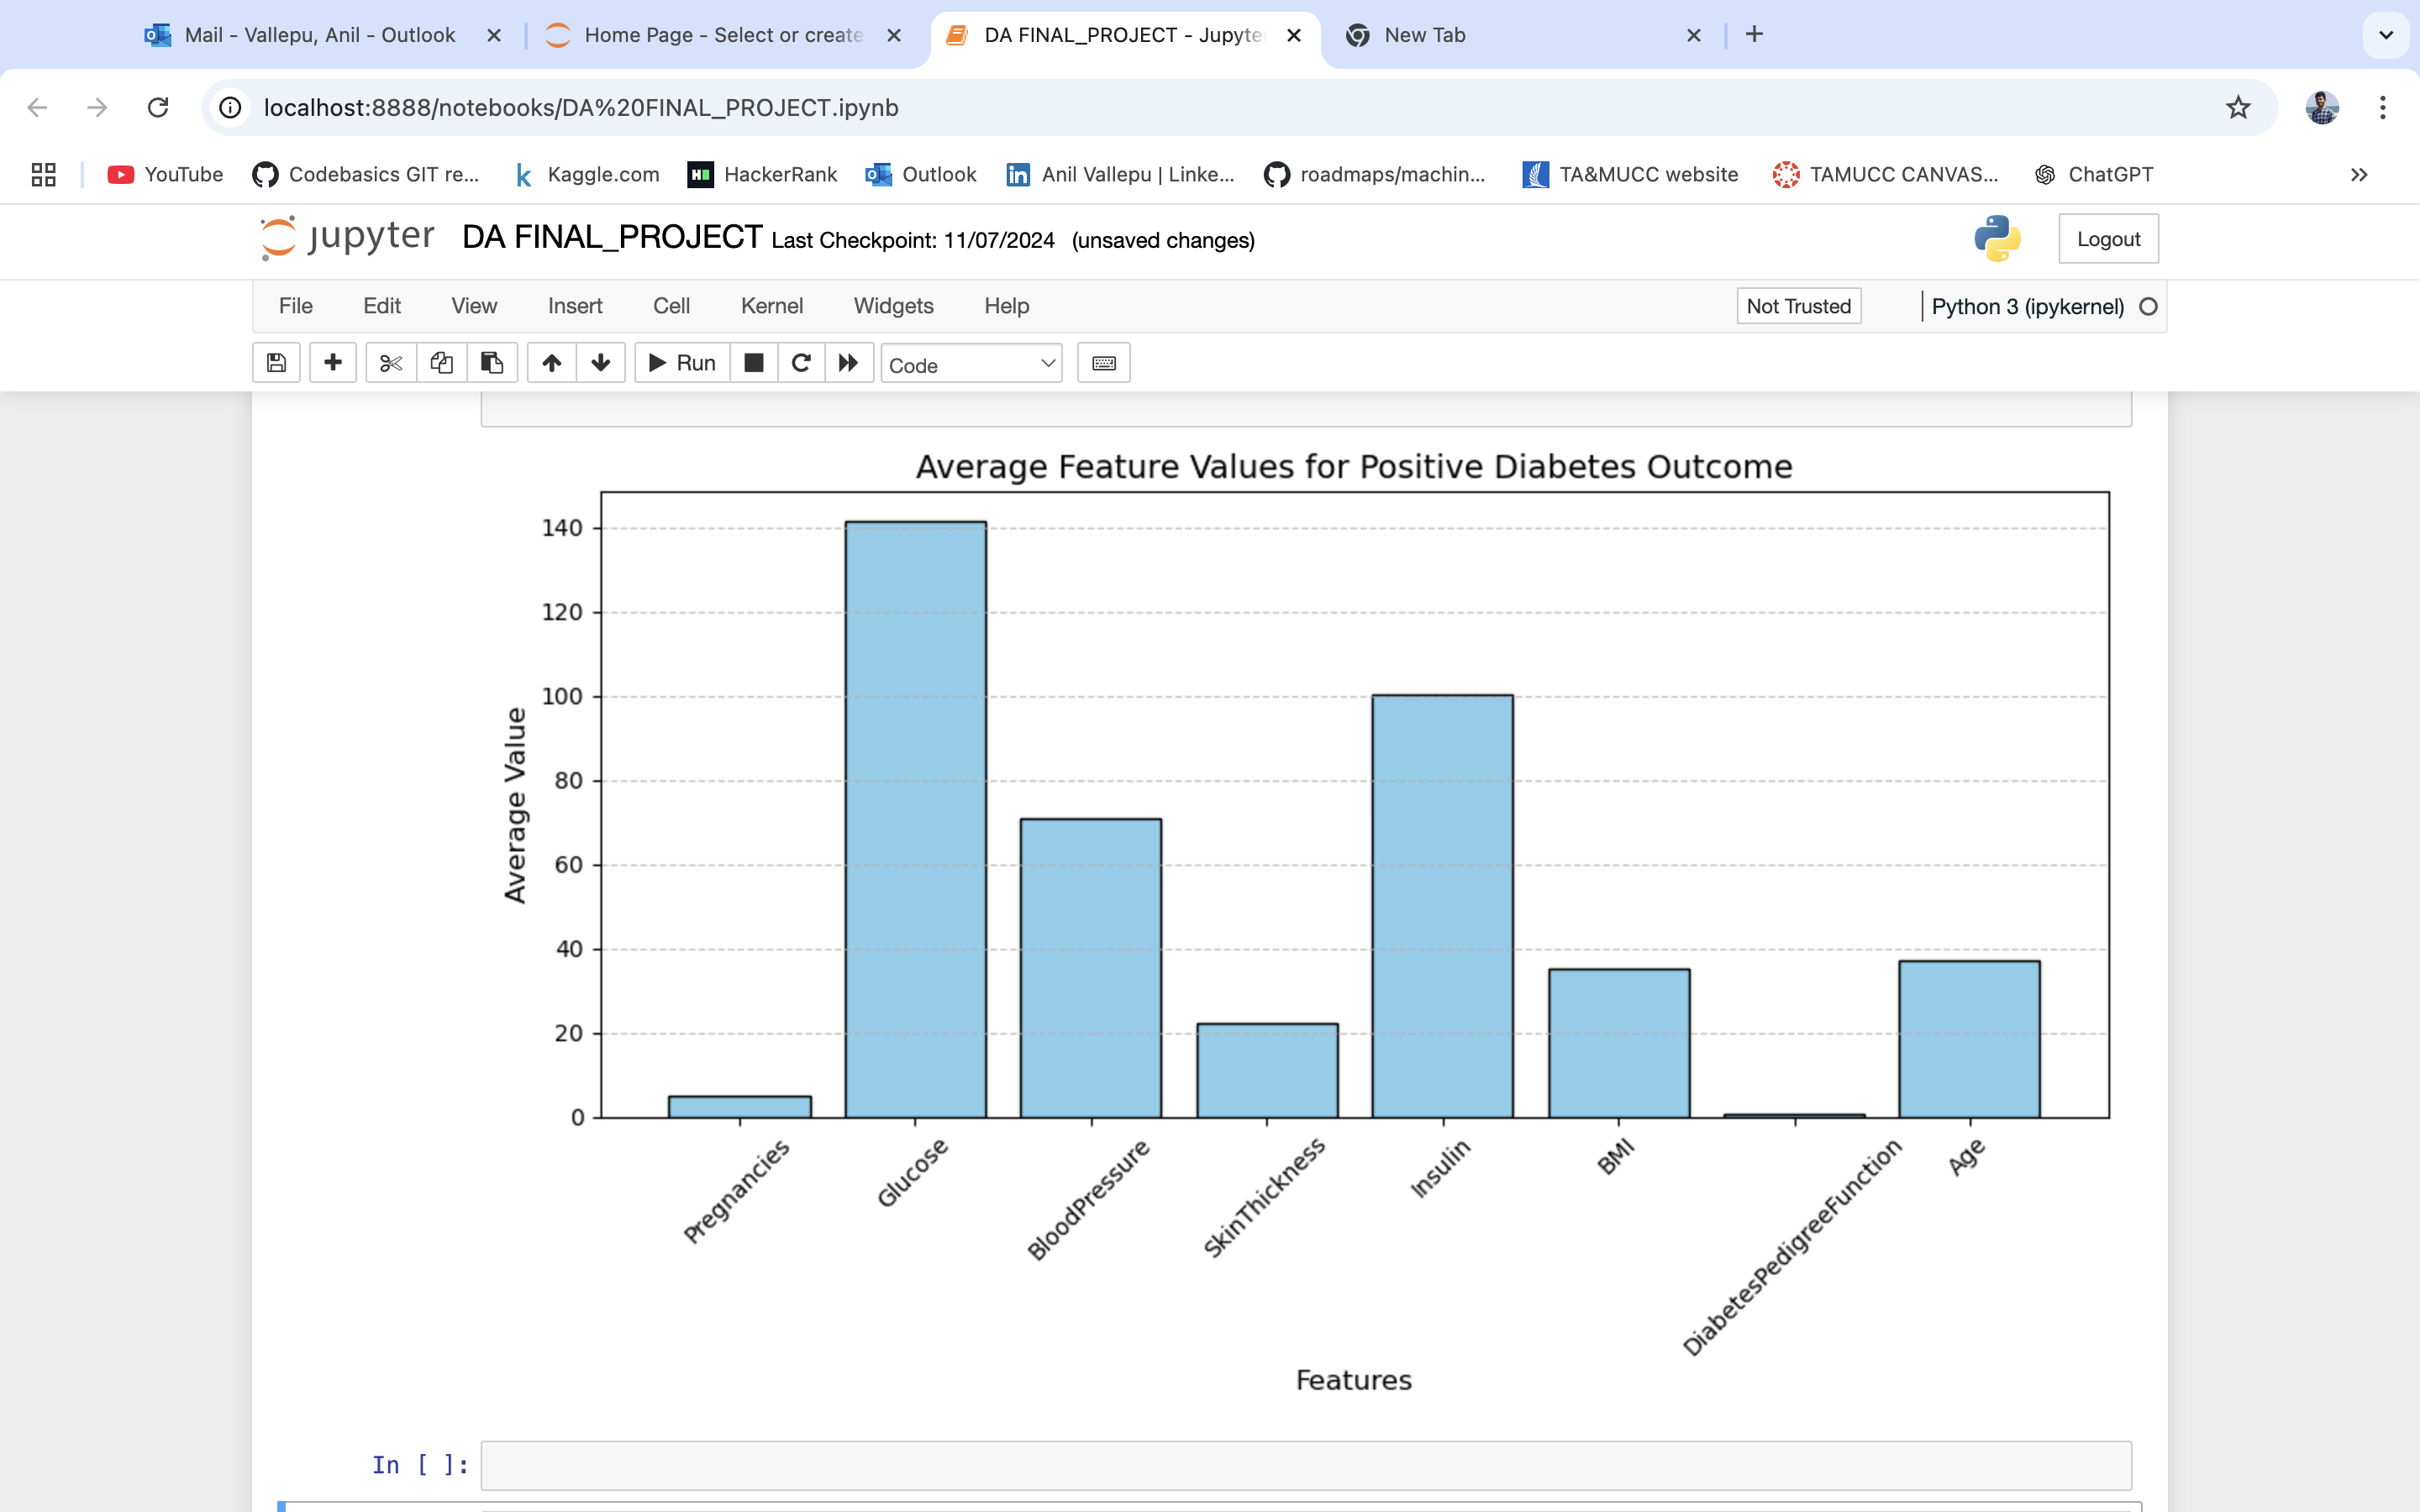 Mail - Vallepu, Anil - Outlook
Home Page - Select or create
DA FINAL_PROJECT - Jupyte
New Tab
localhost:8888/notebooks/DA%20FINAL_PROJECT.ipynb
YouTube
Codebasics GIT re...
Kaggle.com
HackerRank
Outlook
Anil Vallepu | Linke...
roadmaps/machin...
TA&MUCC website
TAMUCC CANVAS...
ChatGPT
jupyter DA FINAL_PROJECT Last Checkpoint: 11/07/2024 (unsaved changes)
Logout
File Edit View Insert Cell Kernel Widgets Help
Not Trusted
Python 3 (ipykernel)
Run
Code
Average Feature Values for Positive Diabetes Outcome
Average Value
140
120
100
80
60
40
20
0
Pregnancies
Glucose
BloodPressure
SkinThickness
Insulin
BMI
DiabetesPedigreeFunction
Age
Features
In [ ]: